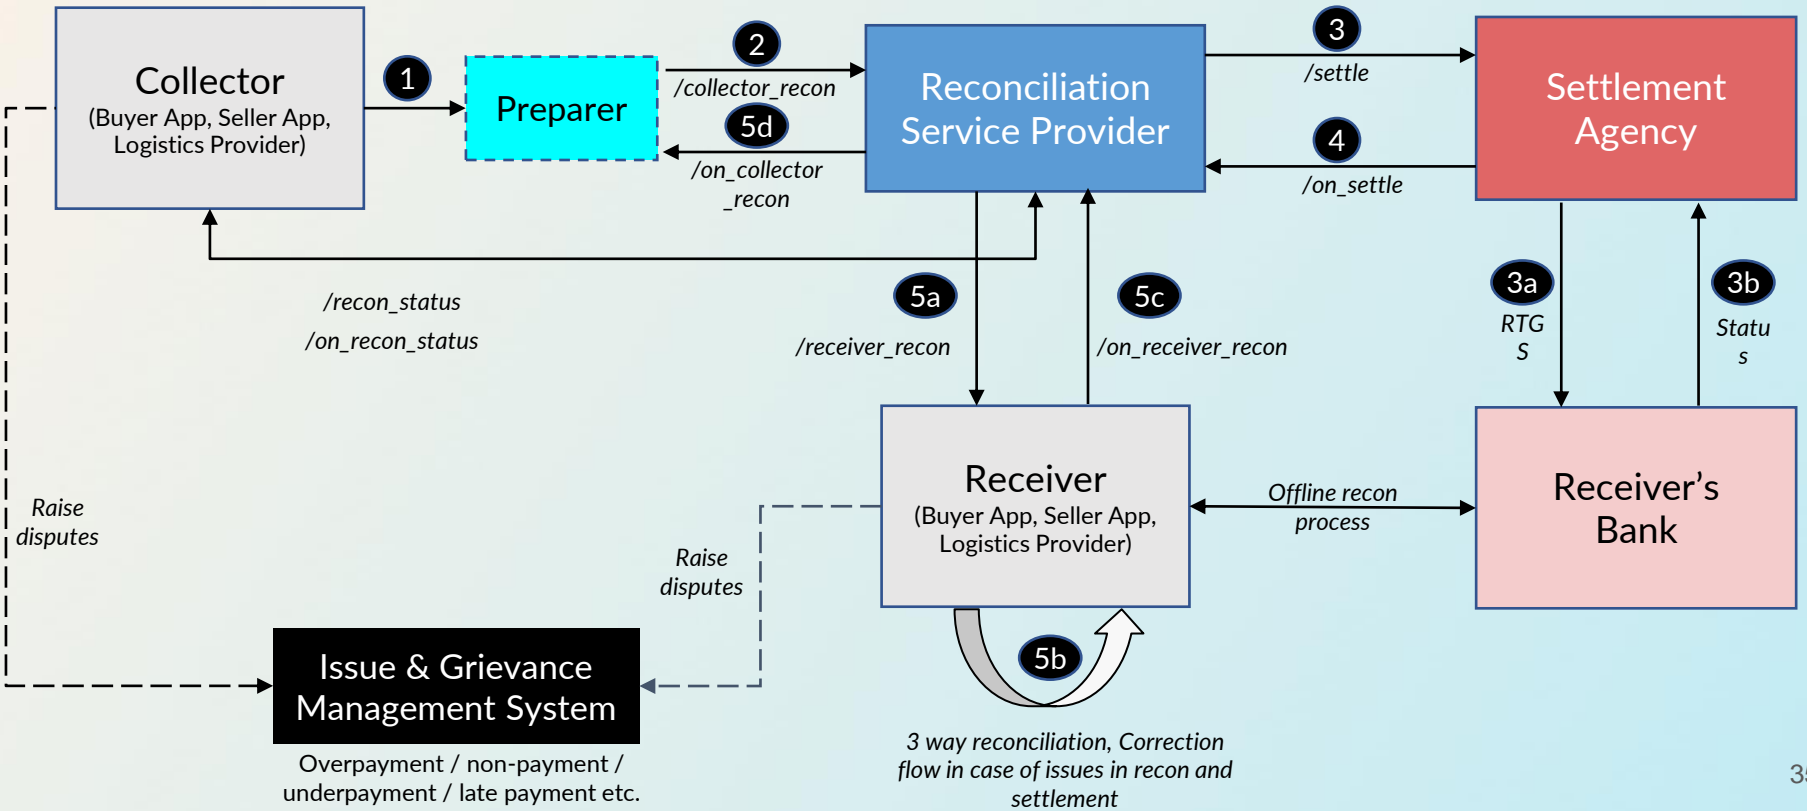 Collector
(Buyer App, Seller App,
Logistics Provider)
1
Preparer
2
/collector_recon
5d
/on_collector
_recon
Reconciliation
Service Provider
3
/settle
4
/on_settle
Settlement
Agency
/recon_status
/on_recon_status
5a
/receiver_recon
5c
/on_receiver_recon
3a
RTG
S
3b
Statu
s
Raise
disputes
Raise
disputes
Receiver
(Buyer App, Seller App,
Logistics Provider)
Offline recon
process
Receiver’s
Bank
Issue & Grievance
Management System
Overpayment / non-payment /
underpayment / late payment etc.
5b
3 way reconciliation, Correction
flow in case of issues in recon and
settlement